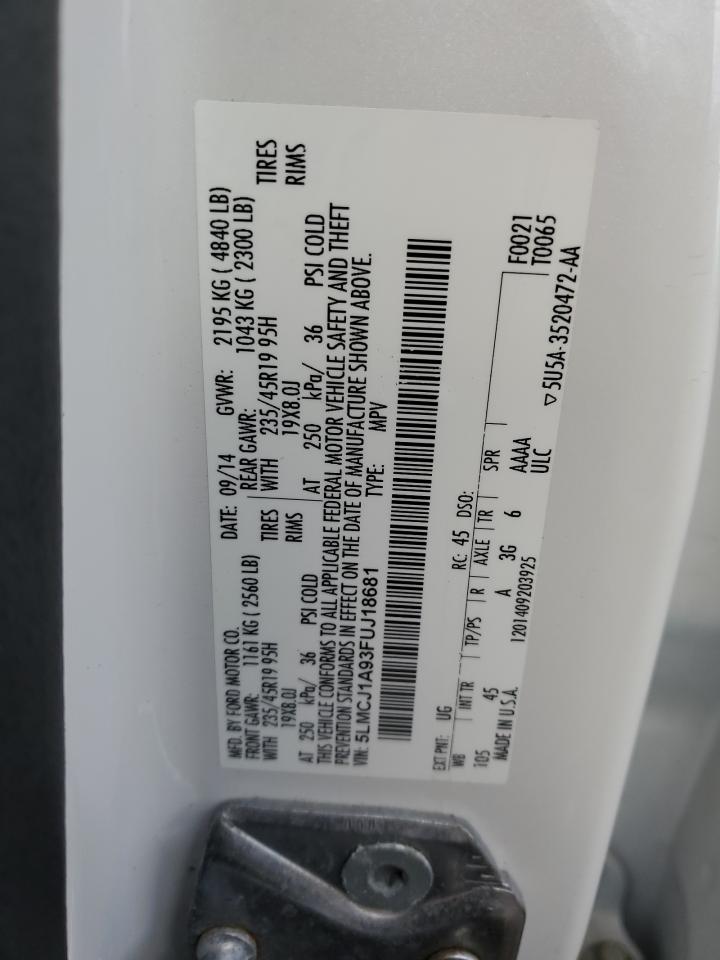 MFD. BY FORD MOTOR CO.
DATE: 09/14 GVWR: 2195 KG ( 4840 LB)
FRONT GAWR: 1161 KG ( 2560 LB) REAR GAWR: 1043 KG ( 2300 LB)
WITH 235/45R19 95H TIRES WITH 235/45R19 95H TIRES
19X8.0J RIMS 19X8.0J RIMS
AT 250 kPa/ 36 PSI COLD AT 250 kPa/ 36 PSI COLD
THIS VEHICLE CONFORMS TO ALL APPLICABLE FEDERAL MOTOR VEHICLE SAFETY AND THEFT
PREVENTION STANDARDS IN EFFECT ON THE DATE OF MANUFACTURE SHOWN ABOVE.
VIN: 5LMCJ1A93FUJ18681 TYPE: MPV
EXT PNT: UG RC: 45 DSO: F0021
WB INT TR TP/PS R AXLE TR SPR T0065
105 45 A 3G 6 AAAA
MADE IN U.S.A. 1201409203925 ULC ▽5U5A-3520472-AA